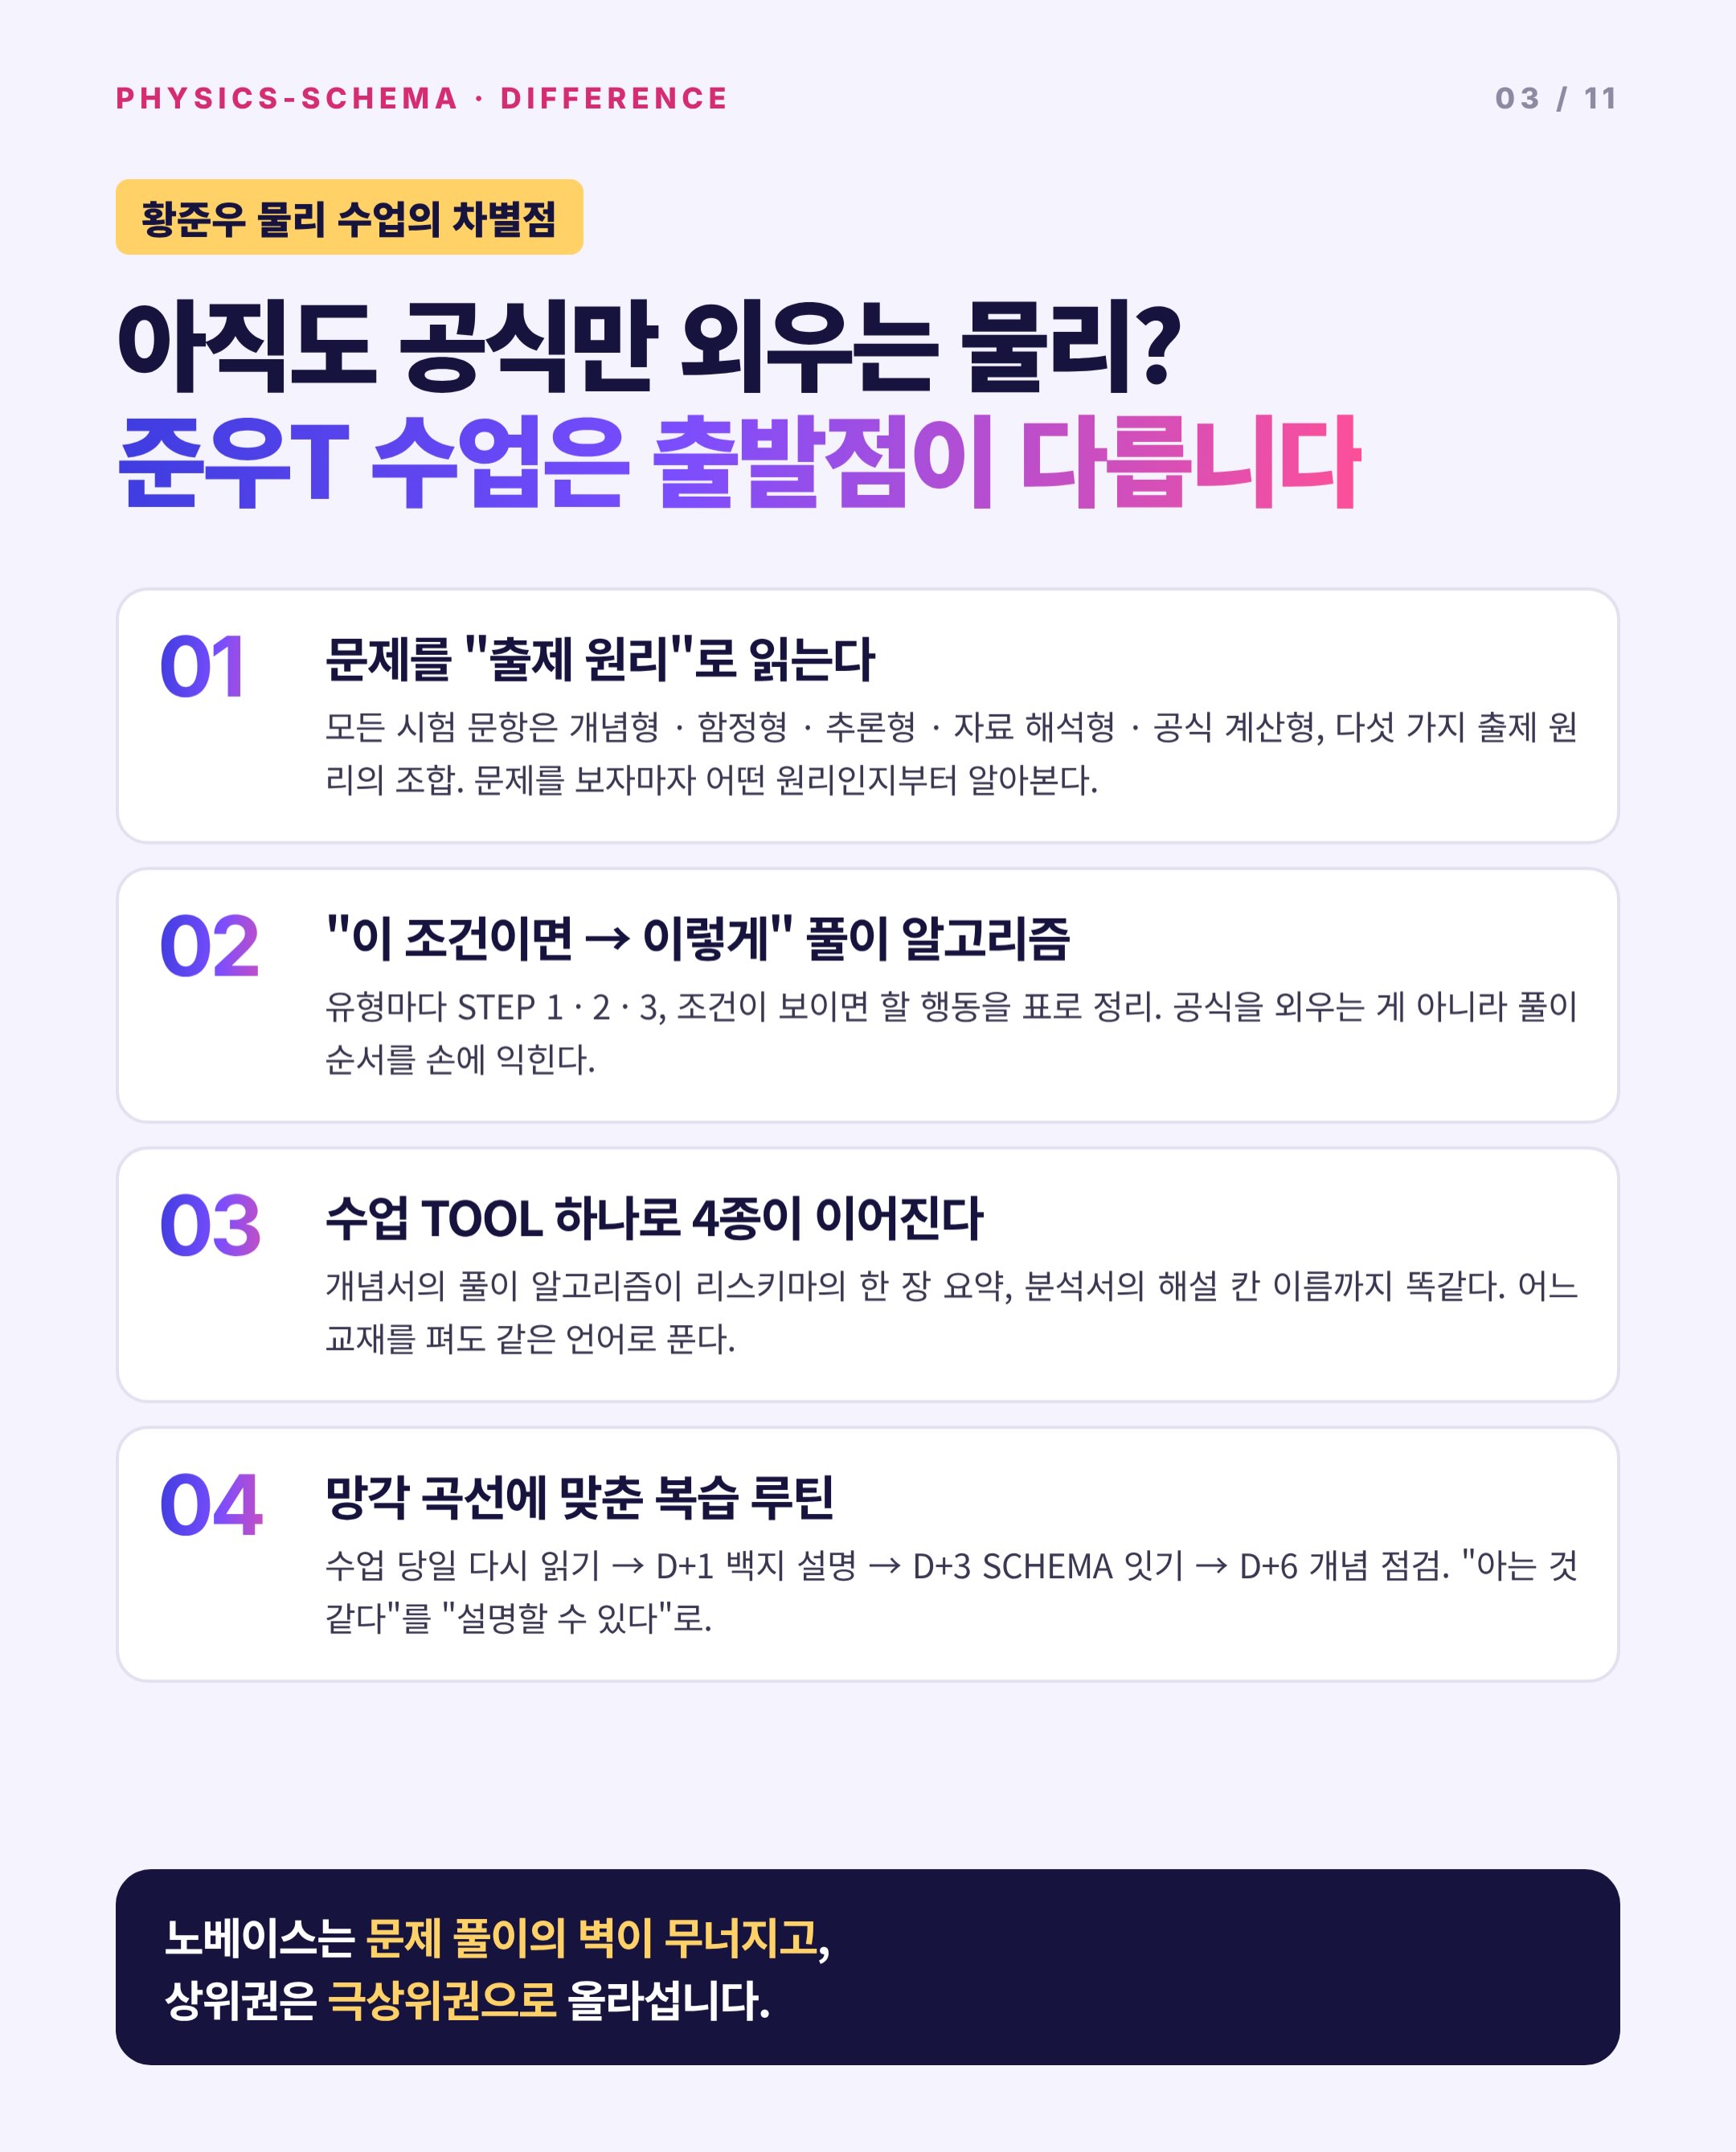 PHYSICS-SCHEMA · DIFFERENCE
03 / 11
황준우 물리 수업의 차별점
아직도 공식만 외우는 물리?
준우T 수업은 출발점이 다릅니다
01
문제를 "출제 원리"로 읽는다
모든 시험 문항은 개념형 · 함정형 · 추론형 · 자료 해석형 · 공식 계산형, 다섯 가지 출제 원
리의 조합. 문제를 보자마자 어떤 원리인지부터 알아본다.
02
"이 조건이면 → 이렇게" 풀이 알고리즘
유형마다 STEP 1 · 2 · 3, 조건이 보이면 할 행동을 표로 정리. 공식을 외우는 게 아니라 풀이
순서를 손에 익힌다.
03
수업 TOOL 하나로 4종이 이어진다
개념서의 풀이 알고리즘이 리스키마의 한 장 요약, 분석서의 해설 칸 이름까지 똑같다. 어느
교재를 펴도 같은 언어로 푼다.
04
망각 곡선에 맞춘 복습 루틴
수업 당일 다시 읽기 → D+1 백지 설명 → D+3 SCHEMA 잇기 → D+6 개념 점검. "아는 것
같다"를 "설명할 수 있다"로.
노베이스는 문제 풀이의 벽이 무너지고,
상위권은 극상위권으로 올라섭니다.